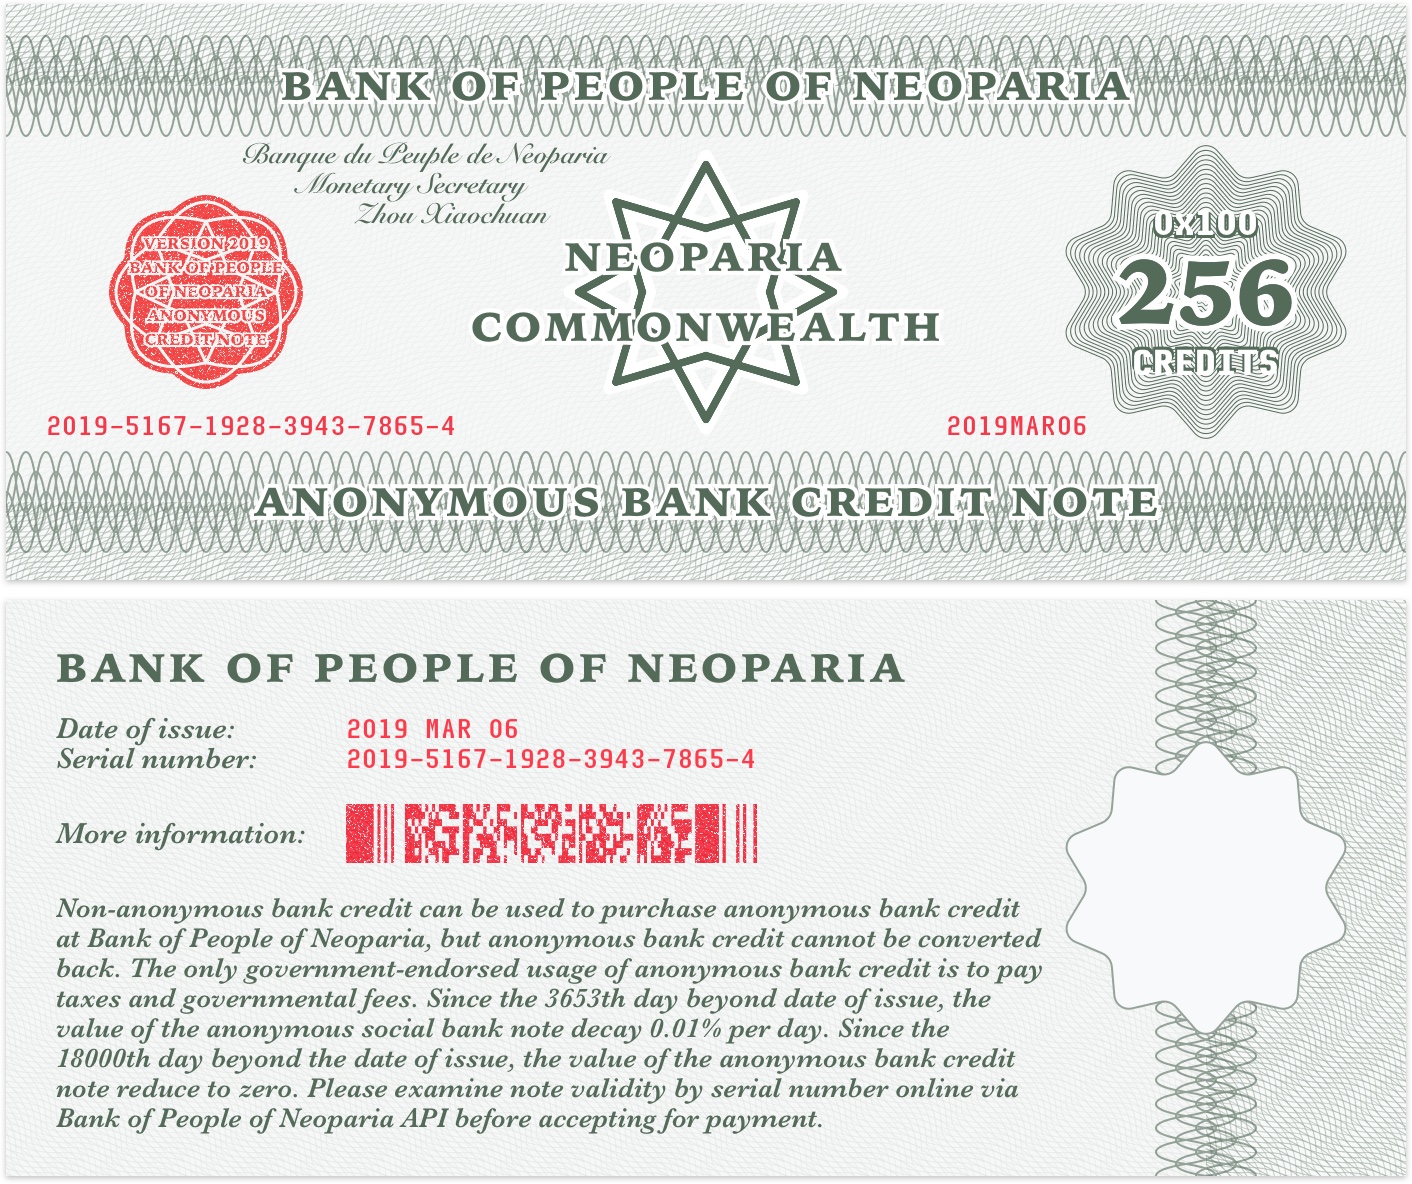 BANK OF PEOPLE OF NEOPARIA
Banque du Peuple de Neoparia
Monetary Secretary
Zhou Xiaochuan
VERSION 2019
BANK OF PEOPLE
OF NEOPARIA
ANONYMOUS
CREDIT NOTE
NEOPARIA
COMMONWEALTH
0X100
256
CREDITS
2019-5167-1928-3943-7865-4
2019MAR06
ANONYMOUS BANK CREDIT NOTE
BANK OF PEOPLE OF NEOPARIA
Date of issue: 2019 MAR 06
Serial number: 2019-5167-1928-3943-7865-4
More information:
Non-anonymous bank credit can be used to purchase anonymous bank credit
at Bank of People of Neoparia, but anonymous bank credit cannot be converted
back. The only government-endorsed usage of anonymous bank credit is to pay
taxes and governmental fees. Since the 3653th day beyond date of issue, the
value of the anonymous social bank note decay 0.01% per day. Since the
18000th day beyond the date of issue, the value of the anonymous bank credit
note reduce to zero. Please examine note validity by serial number online via
Bank of People of Neoparia API before accepting for payment.